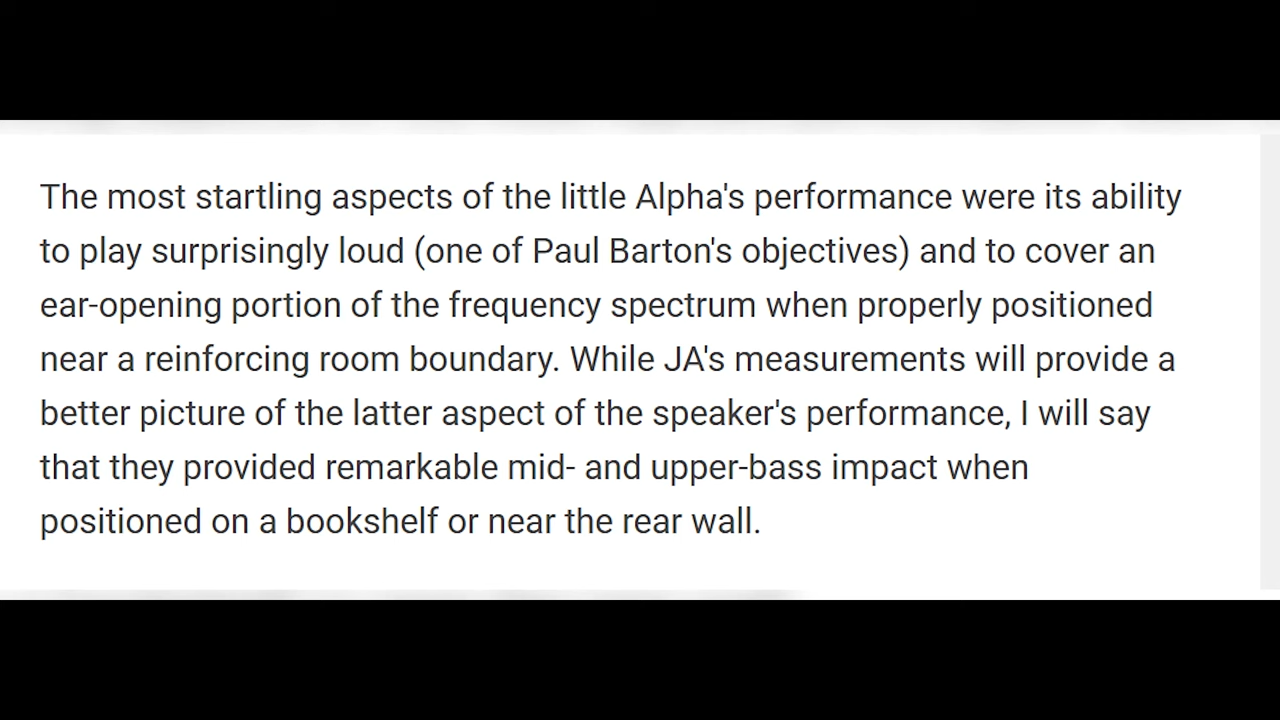 The most startling aspects of the little Alpha's performance were its ability
to play surprisingly loud (one of Paul Barton's objectives) and to cover an
ear-opening portion of the frequency spectrum when properly positioned
near a reinforcing room boundary. While JA's measurements will provide a
better picture of the latter aspect of the speaker's performance, I will say
that they provided remarkable mid- and upper-bass impact when
positioned on a bookshelf or near the rear wall.